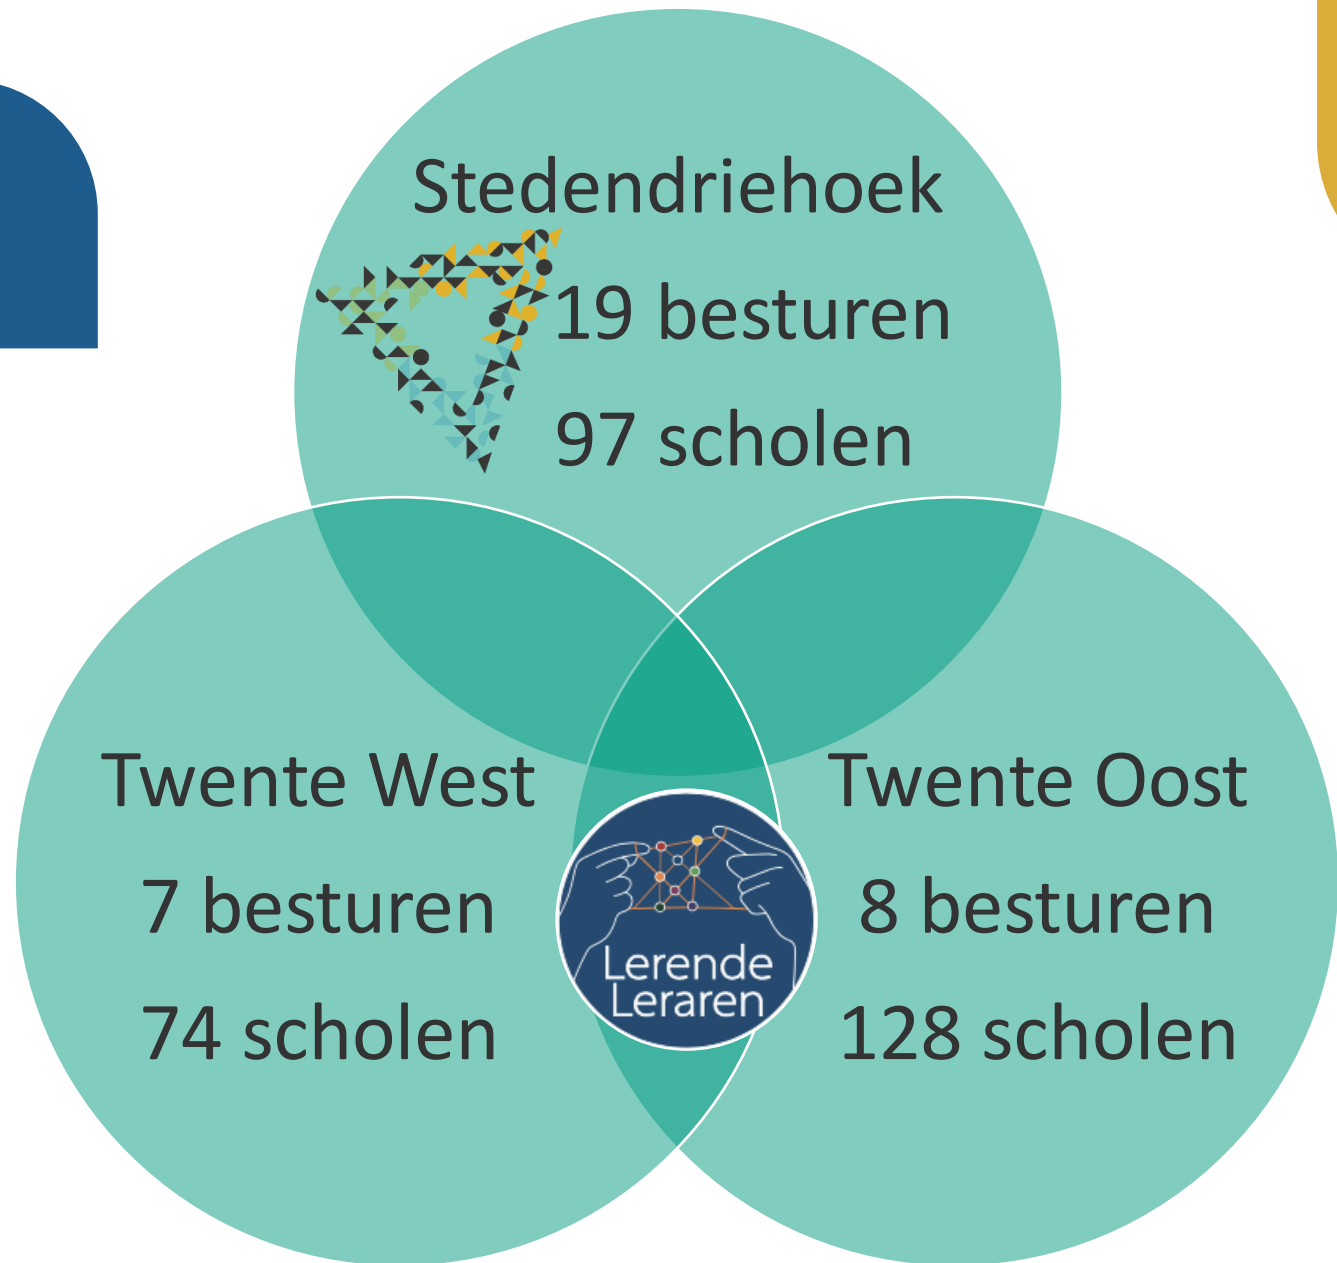 Stedendriehoek
19 besturen
97 scholen
Twente West
7 besturen
74 scholen
Lerende
Leraren
Twente Oost
8 besturen
128 scholen